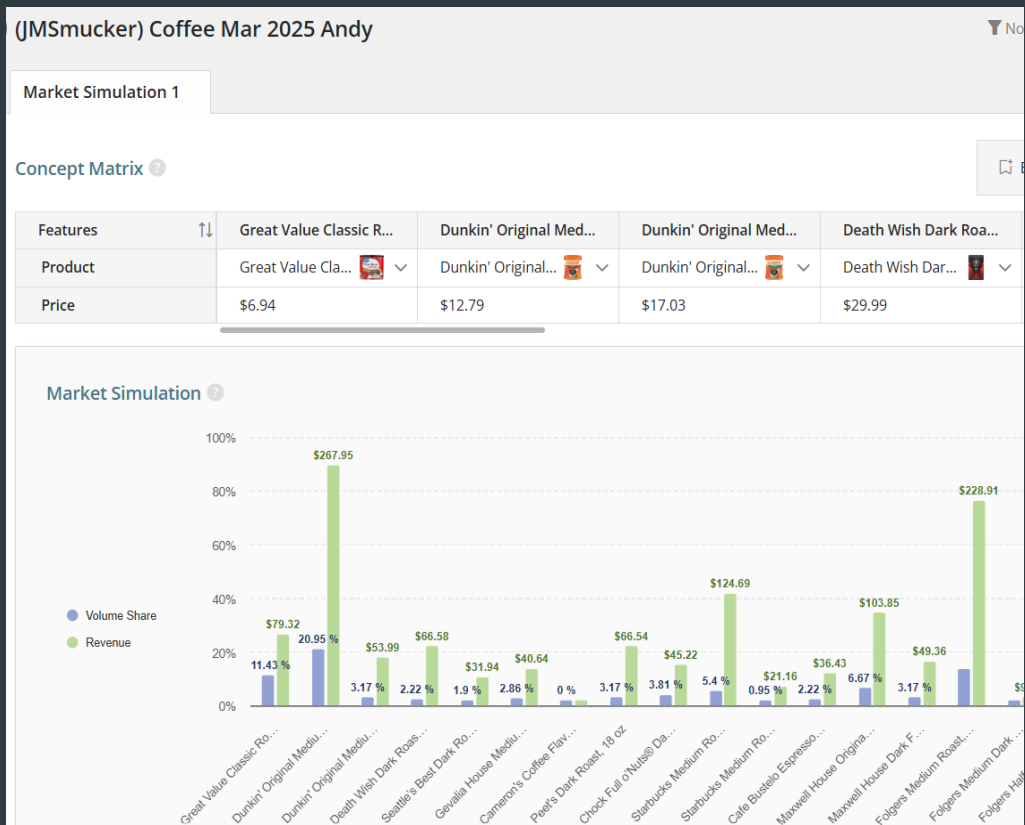 (JMSmucker) Coffee Mar 2025 Andy
No
Market Simulation 1
Concept Matrix ?
Features Great Value Classic R... Dunkin' Original Med... Dunkin' Original Med... Death Wish Dark Roa...
Product Great Value Cla... Dunkin' Original... Dunkin' Original... Death Wish Dar...
Price $6.94 $12.79 $17.03 $29.99
Market Simulation ?
100%
80%
60%
40%
20%
0%
Volume Share
Revenue
11.43 %
$79.32
20.95 %
$267.95
3.17 %
$53.99
2.22 %
$66.58
1.9 %
$31.94
2.86 %
$40.64
0 %
3.17 %
$66.54
3.81 %
$45.22
5.4 %
$124.69
0.95 %
$21.16
2.22 %
$36.43
6.67 %
$103.85
3.17 %
$49.36
$228.91
Great Value Classic Ro...
Dunkin' Original Mediu...
Dunkin' Original Mediu...
Death Wish Dark Roas...
Seattle's Best Dark Ro...
Gevalia House Mediu...
Cameron's Coffee Flav...
Peet's Dark Roast, 18 oz
Chock Full o'Nuts® Da...
Starbucks Medium Ro...
Starbucks Medium Ro...
Cafe Bustelo Espresso...
Maxwell House Origina...
Maxwell House Dark F...
Folgers Medium Roast,...
Folgers Medium Dark ...
Folgers Hal